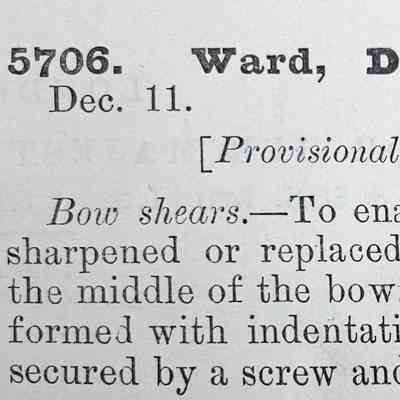 5706. Ward, D
Dec. 11.
[Provisional
Bow shears.—To ena
sharpened or replaced
the middle of the bow
formed with indentati
secured by a screw and